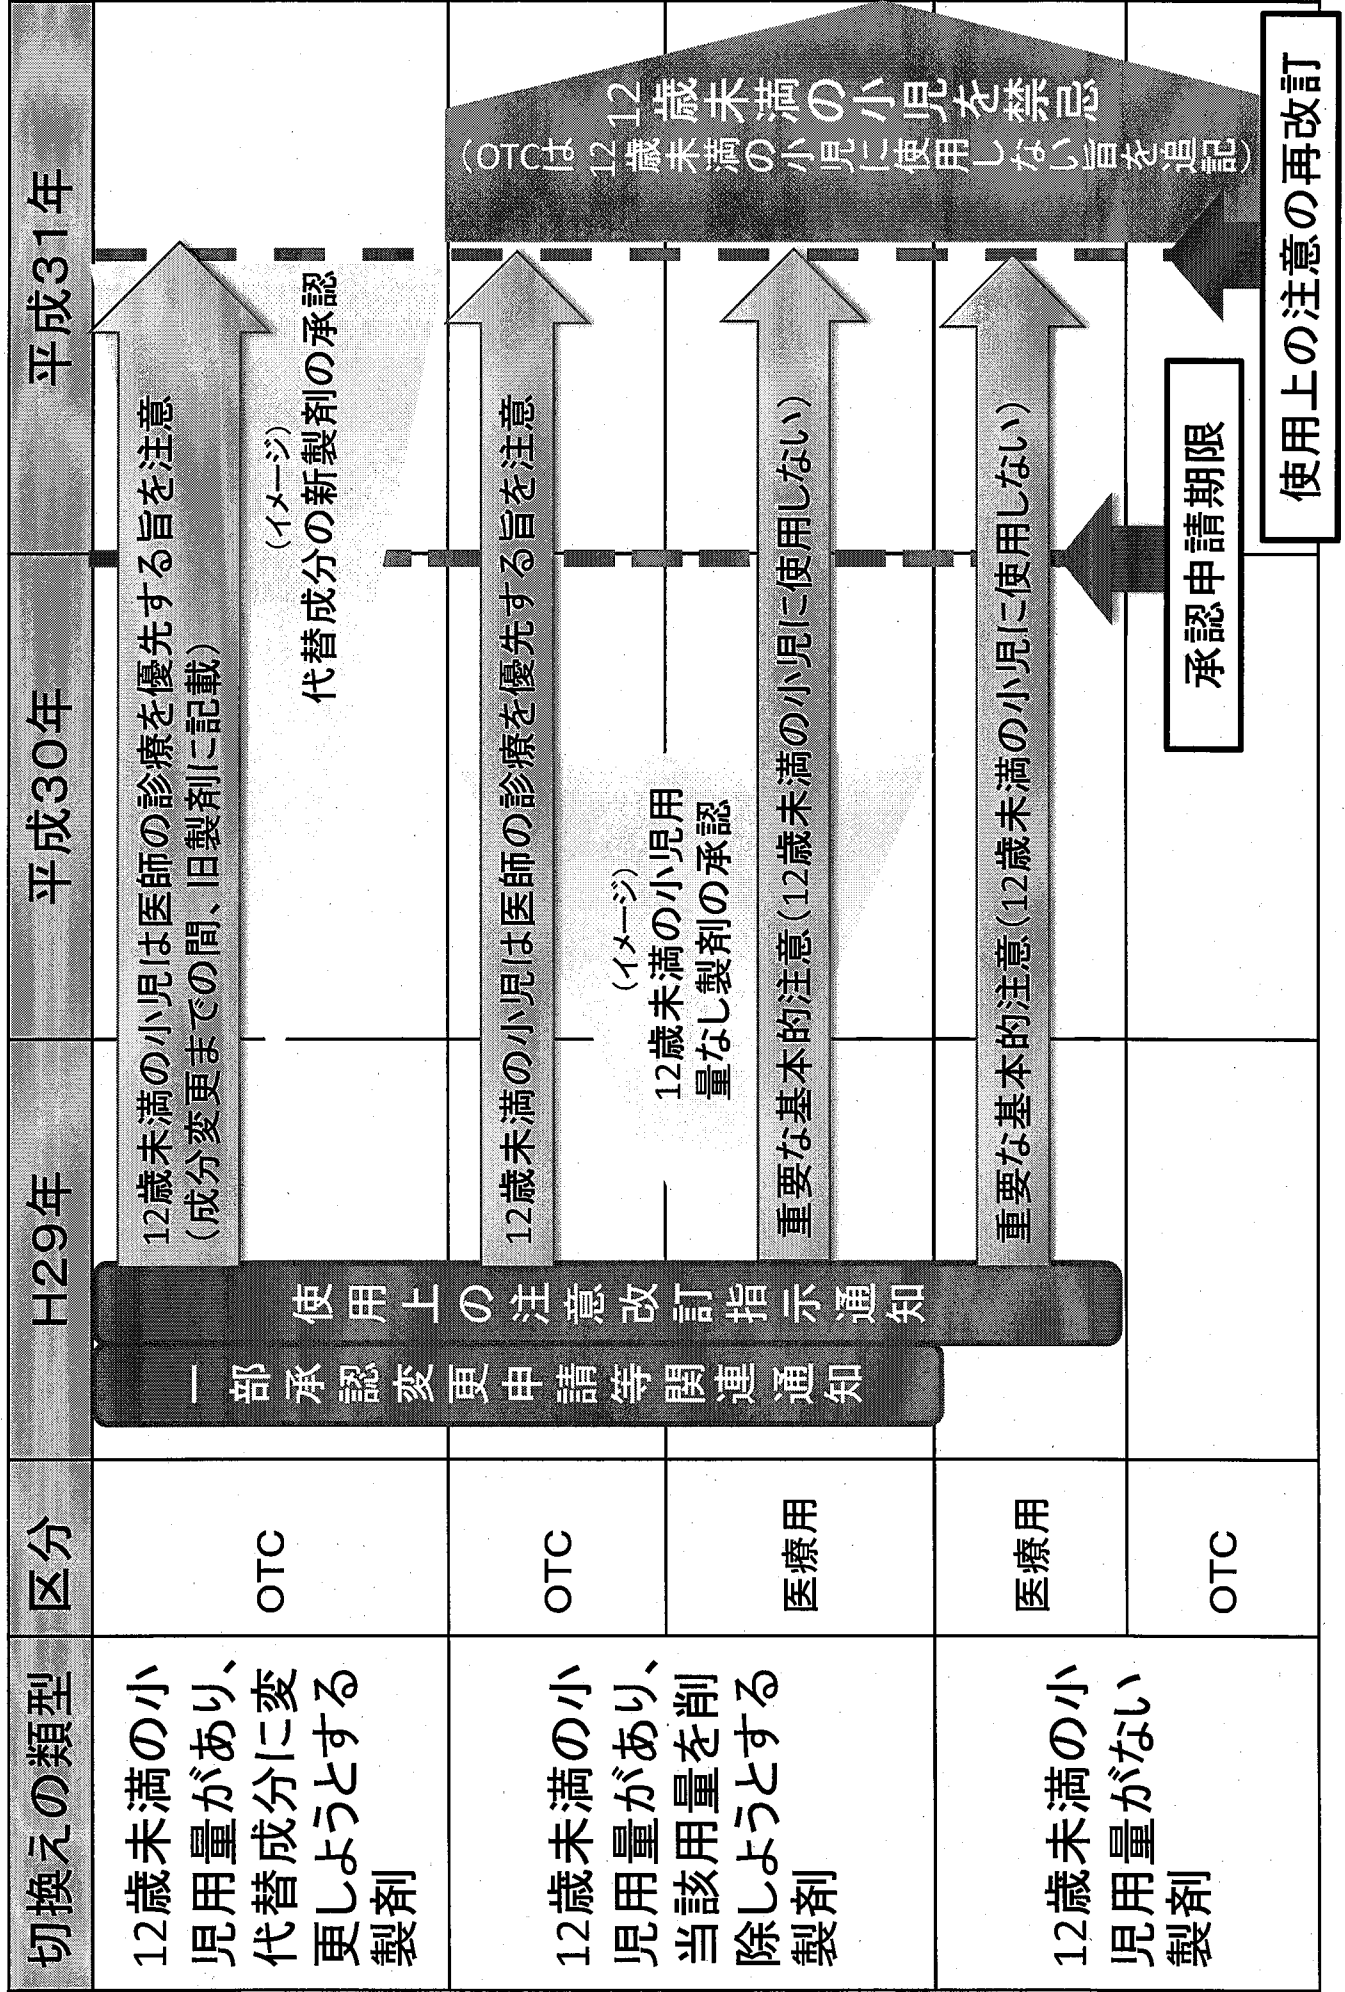 切換えの類型
区分
H29年
平成30年
平成31年
12歳未満の小
児用量があり、
代替成分に変
更しようとする
製剤
OTC
一部承認変更申請等関連通知
使用上の注意改訂指示通知
12歳未満の小児は医師の診療を優先する旨を注意
(成分変更までの間、旧製剤に記載)
(イメージ)
代替成分の新製剤の承認
12歳未満の小
児用量があり、
当該用量を削
除しようとする
製剤
OTC
12歳未満の小児は医師の診療を優先する旨を注意
(イメージ)
12歳未満の小児用
量なし製剤の承認
医療用
重要な基本的注意(12歳未満の小児に使用しない)
12歳未満の小児を禁忌
(OTCは12歳未満の小児に使用しない旨を追記)
12歳未満の小
児用量がない
製剤
医療用
重要な基本的注意(12歳未満の小児に使用しない)
OTC
承認申請期限
使用上の注意の再改訂